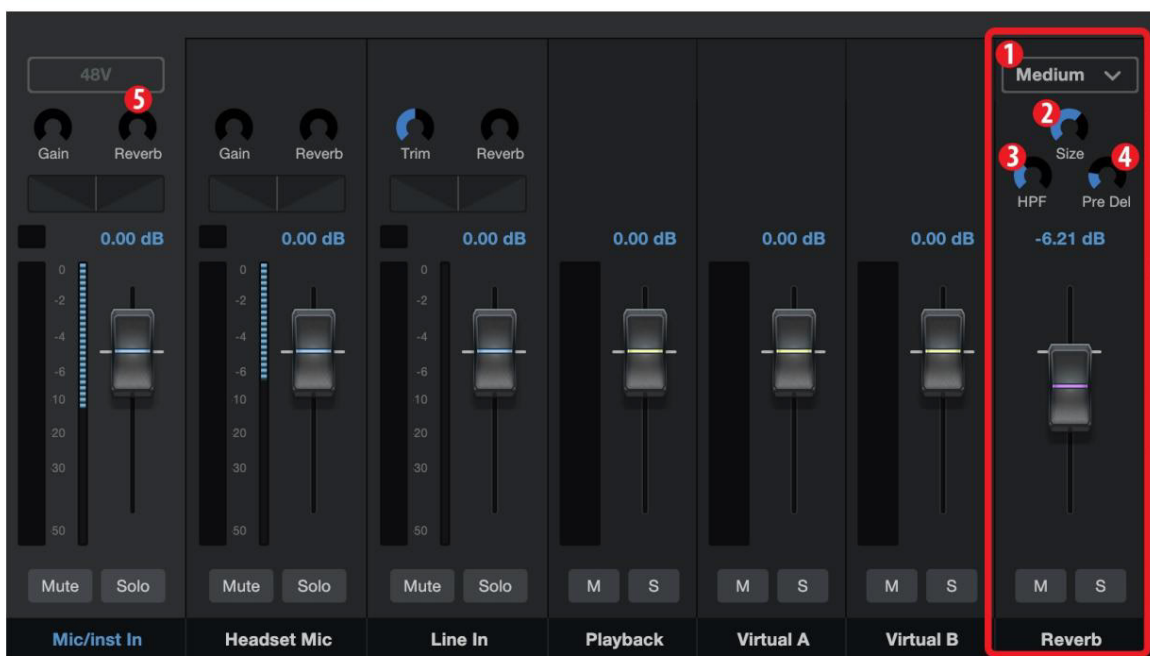 1
Medium
48V
5
2
Gain
Reverb
Gain
Reverb
Trim
Reverb
Size
3
4
HPF
Pre Del
0.00 dB
0.00 dB
0.00 dB
0.00 dB
0.00 dB
0.00 dB
-6.21 dB
0
-2
-4
-6
10
20
30
50
0
-2
-4
-6
10
20
30
50
0
-2
-4
-6
10
20
30
50
Mute
Solo
Mute
Solo
Mute
Solo
M
S
M
S
M
S
M
S
Mic/inst In
Headset Mic
Line In
Playback
Virtual A
Virtual B
Reverb